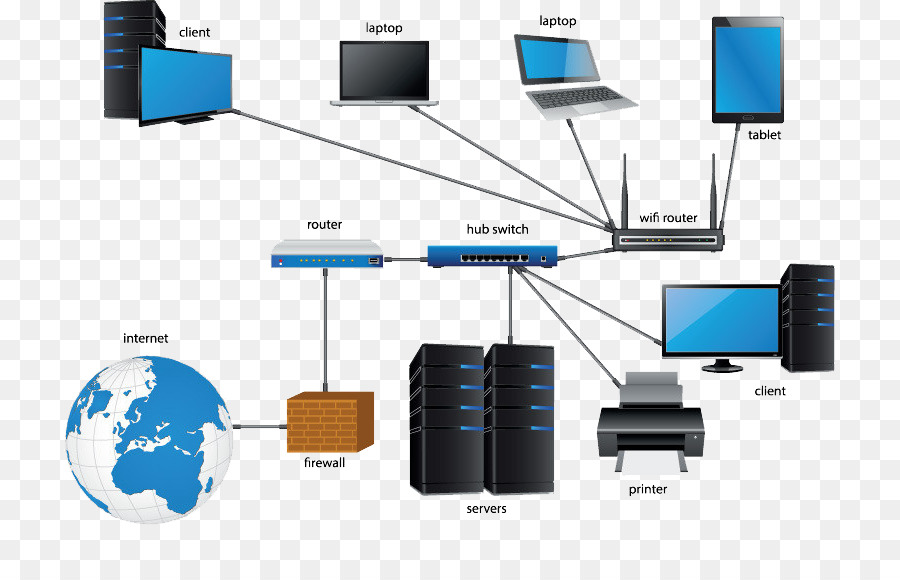 client
laptop
laptop
tablet
wifi router
router
hub switch
internet
client
firewall
printer
servers